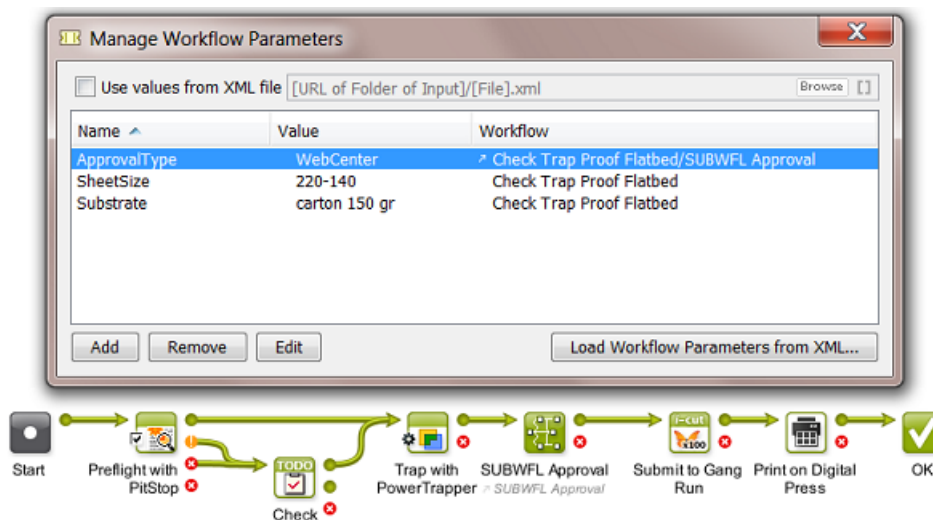 Manage Workflow Parameters
Use values from XML file [URL of Folder of Input]/[File].xml Browse []
Name Value Workflow
ApprovalType WebCenter Check Trap Proof Flatbed/SUBWFL Approval
SheetSize 220-140 Check Trap Proof Flatbed
Substrate carton 150 gr Check Trap Proof Flatbed
Add Remove Edit Load Workflow Parameters from XML...
i-cut
x100
TODO
Start Preflight with PitStop Check Trap with PowerTrapper SUBWFL Approval SUBWFL Approval Submit to Gang Run Print on Digital Press OK